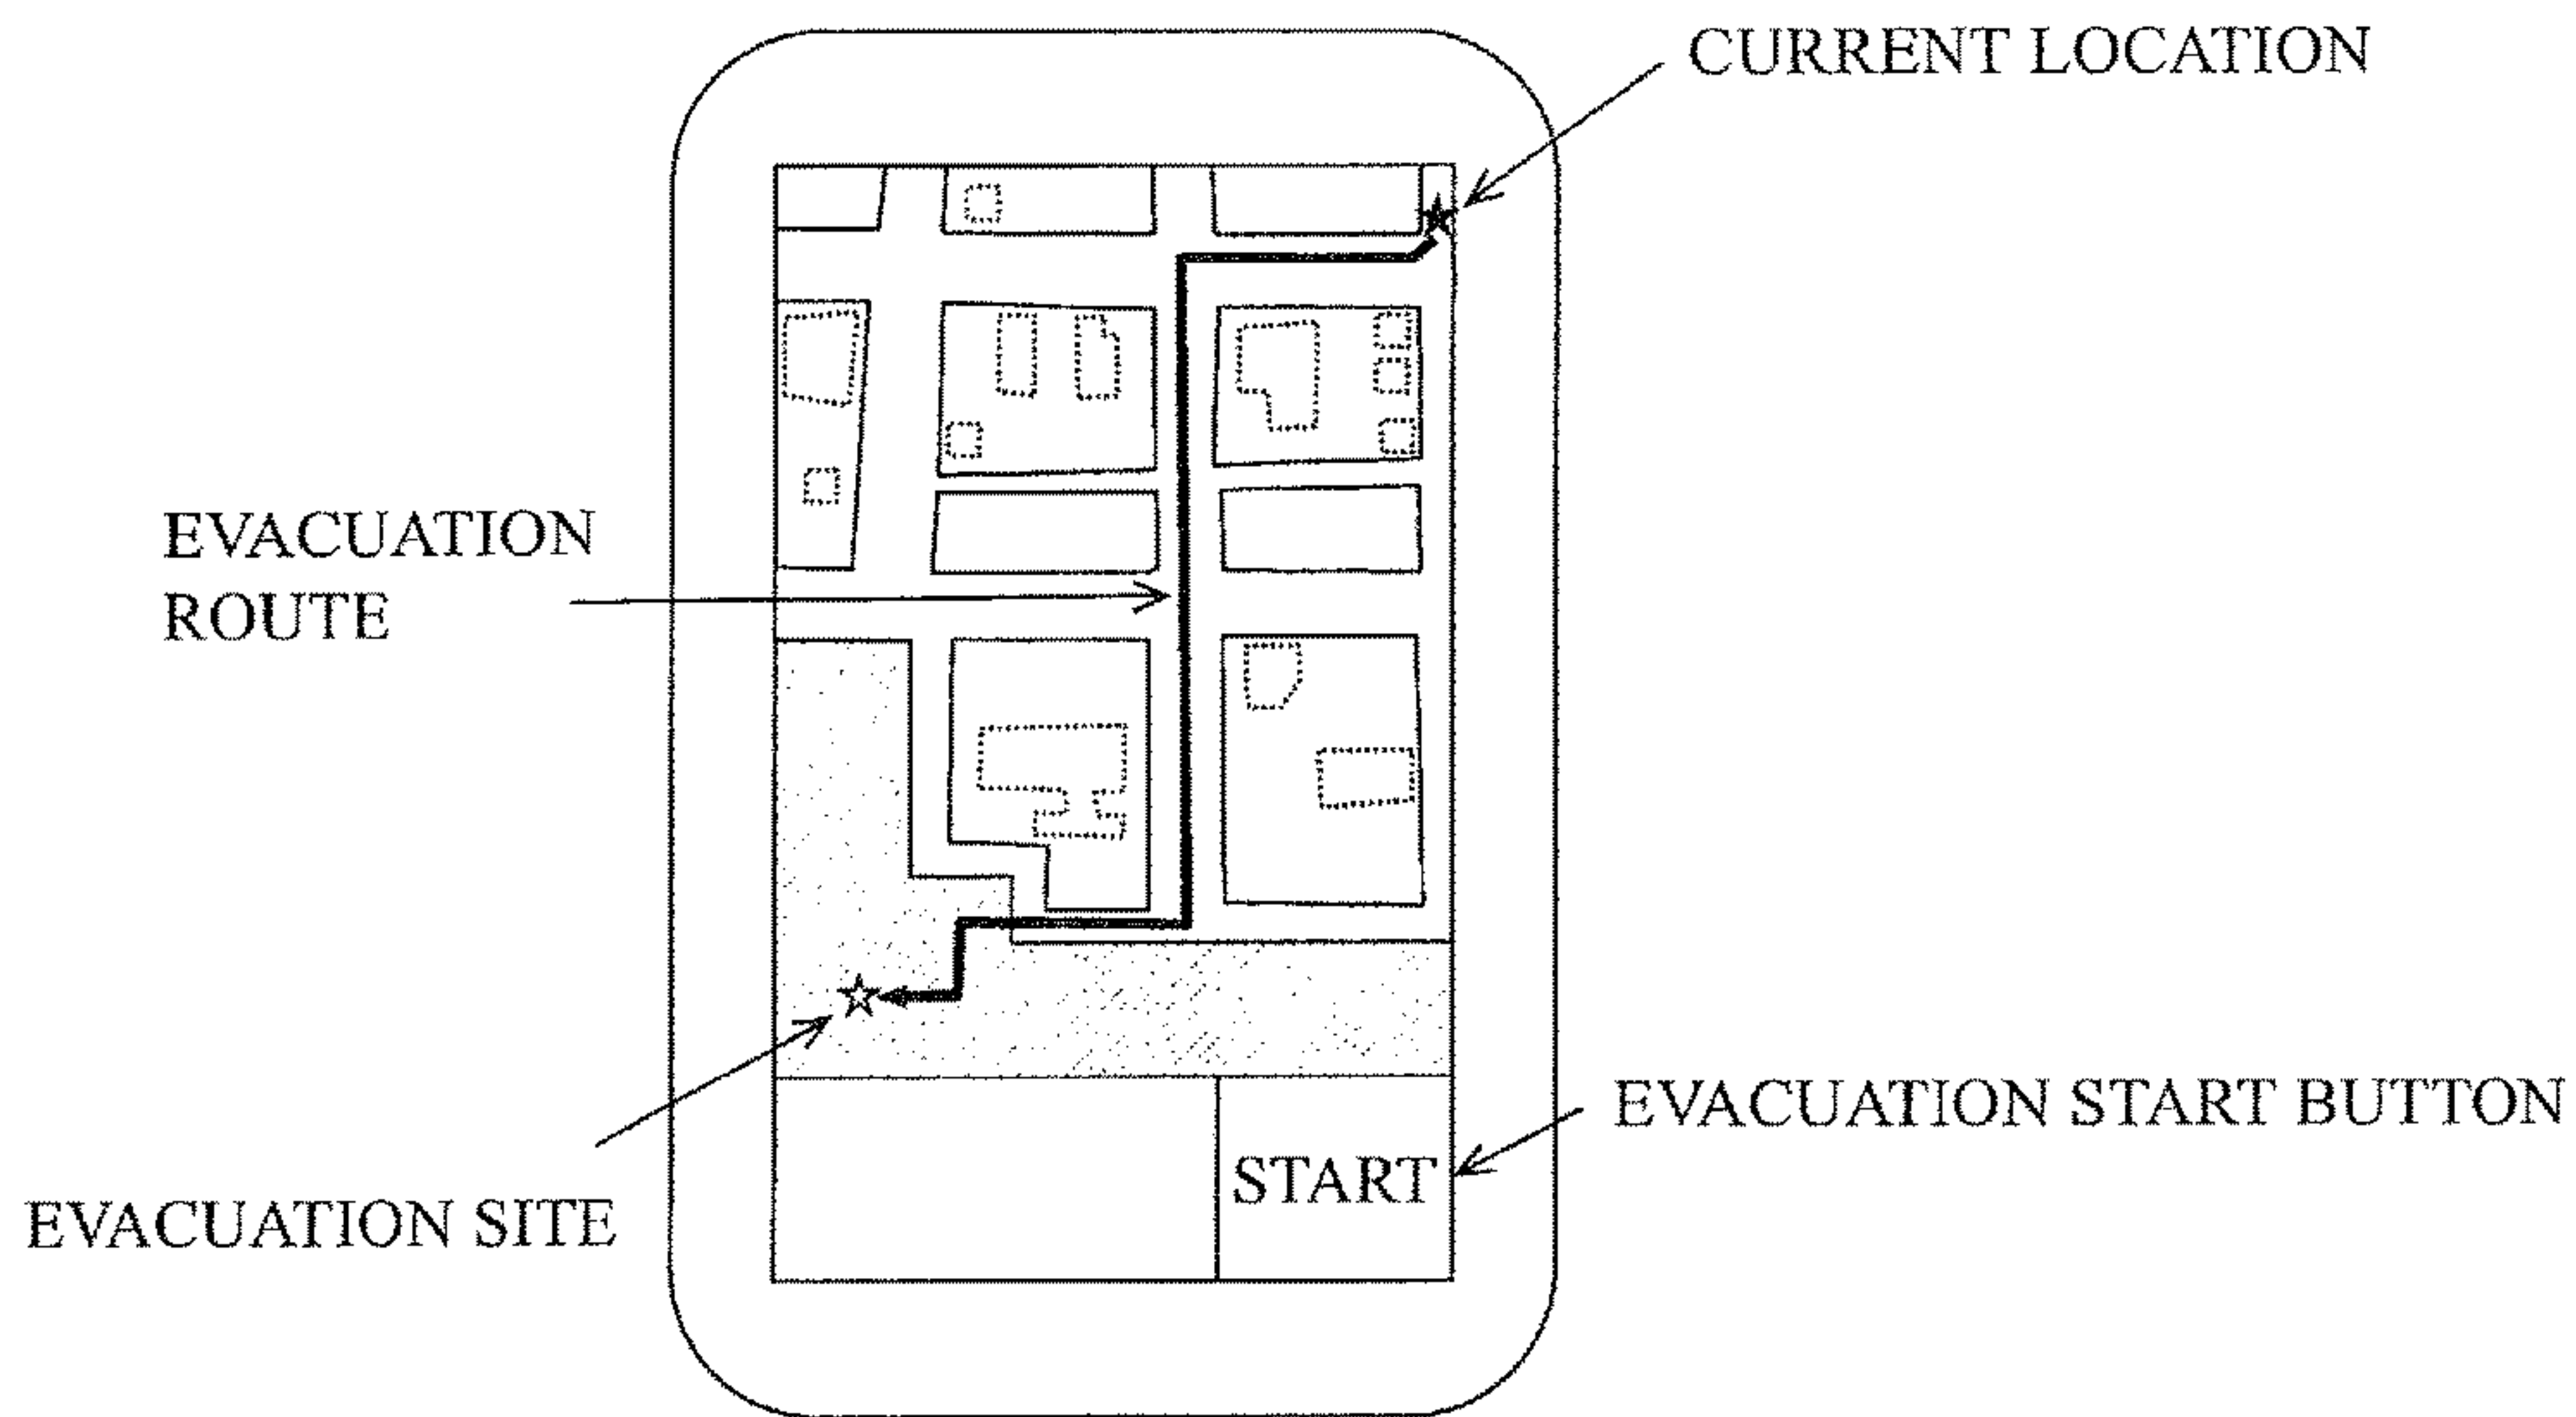 CURRENT LOCATION
EVACUATION
ROUTE
EVACUATION START BUTTON
START
EVACUATION SITE